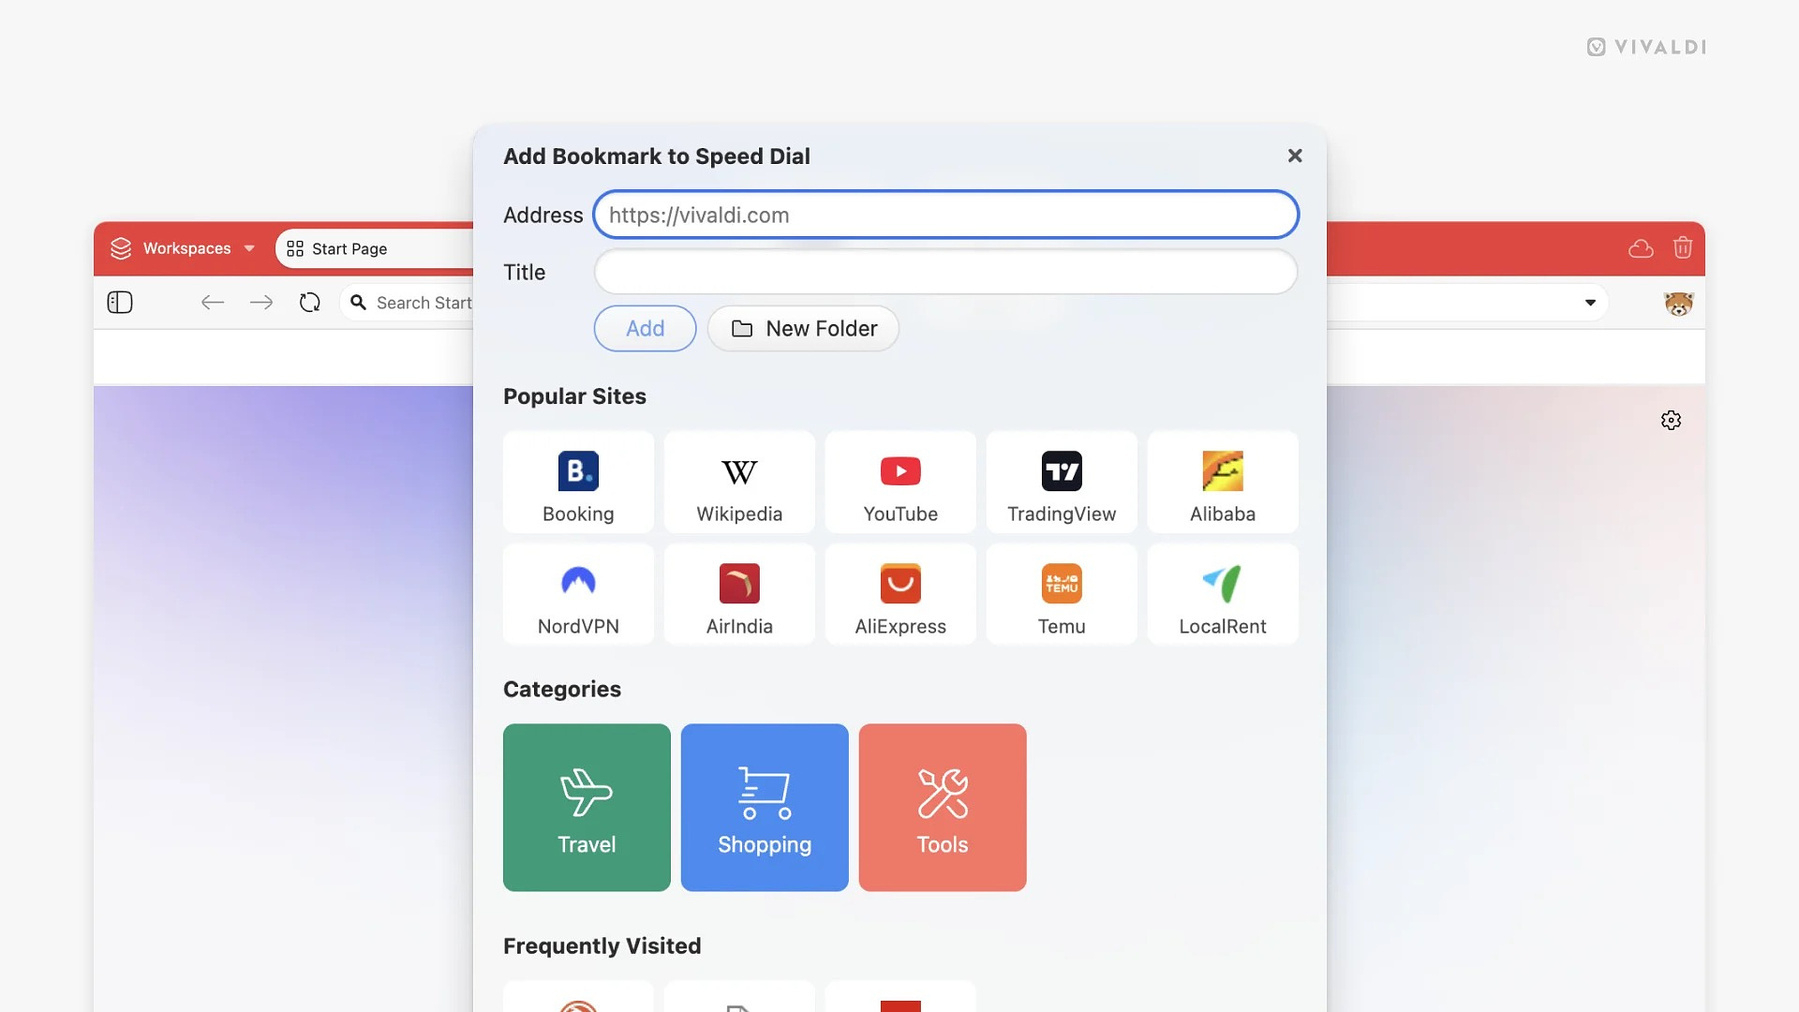 VIVALDI
Add Bookmark to Speed Dial
Address https://vivaldi.com
Workspaces Start Page
Title
Search Start
Add New Folder
Popular Sites
B.
W
Booking Wikipedia YouTube TradingView Alibaba
TEMU
NordVPN AirIndia AliExpress Temu LocalRent
Categories
Travel Shopping Tools
Frequently Visited